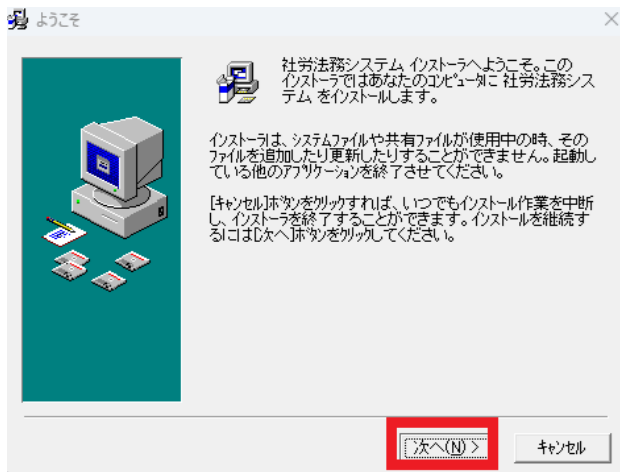 ようこそ
社労法務システム インストーラへようこそ。この
インストーラではあなたのコンピュータに 社労法務シス
テム をインストールします。
インストーラは、システムファイルや共有ファイルが使用中の時、その
ファイルを追加したり更新したりすることができません。起動し
ている他のアプリケーションを終了させてください。
[キャンセル]ボタンをクリックすれば、いつでもインストール作業を中断
し、インストーラを終了することができます。インストールを継続す
るには[次へ]ボタンをクリックしてください。
次へ(N) >
キャンセル